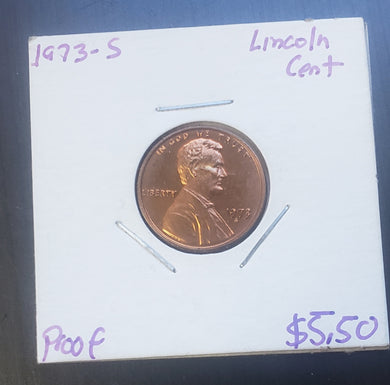 1973-S
Lincoln
Cent
IN GOD WE TRUST
LIBERTY
1973
S
Proof
$5.50